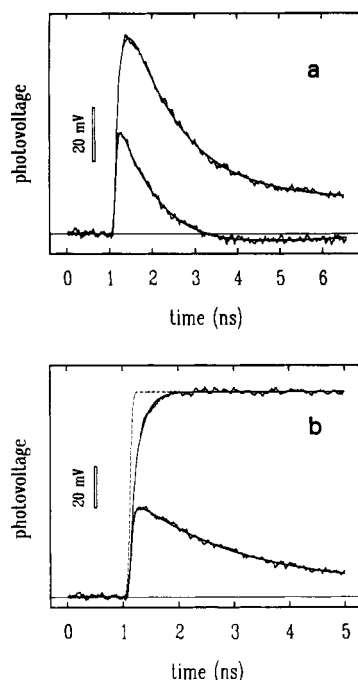 a
photovoltage
20 mV
0 1 2 3 4 5 6
time (ns)
b
photovoltage
20 mV
0 1 2 3 4 5
time (ns)